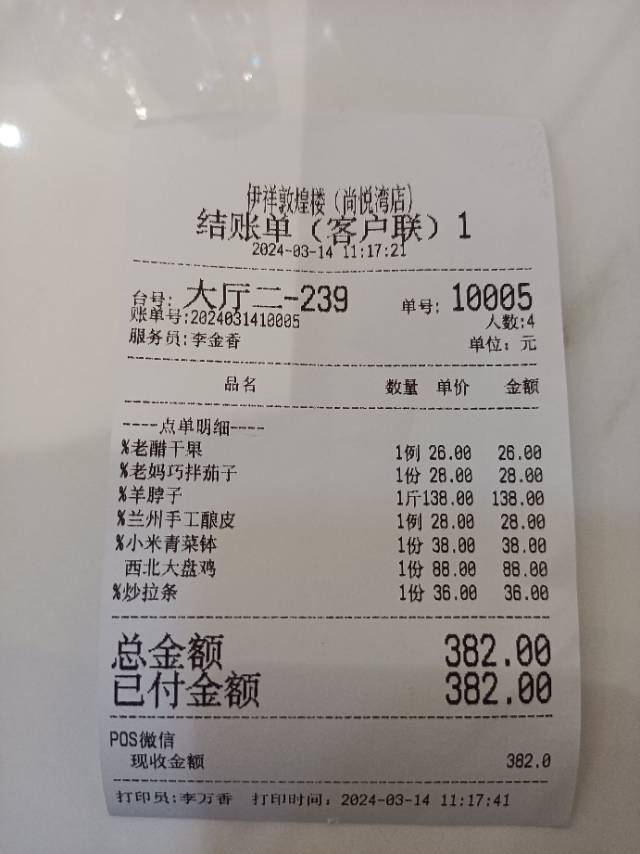 伊祥敦煌楼（尚悦湾店）
结账单（客户联）1
2024-03-14 11:17:21
台号: 大厅二-239 单号: 10005
账单号:2024031410005 人数:4
服务员:李金香 单位: 元
品名 数量 单价 金额
----点单明细----
%老醋干果 1例 26.00 26.00
%老妈巧拌茄子 1份 28.00 28.00
%羊脖子 1斤138.00 138.00
%兰州手工酿皮 1例 28.00 28.00
%小米青菜钵 1份 38.00 38.00
西北大盘鸡 1份 88.00 88.00
%炒拉条 1份 36.00 36.00
总金额 382.00
已付金额 382.00
POS微信
现收金额 382.0
打印员:李万香 打印时间: 2024-03-14 11:17:41